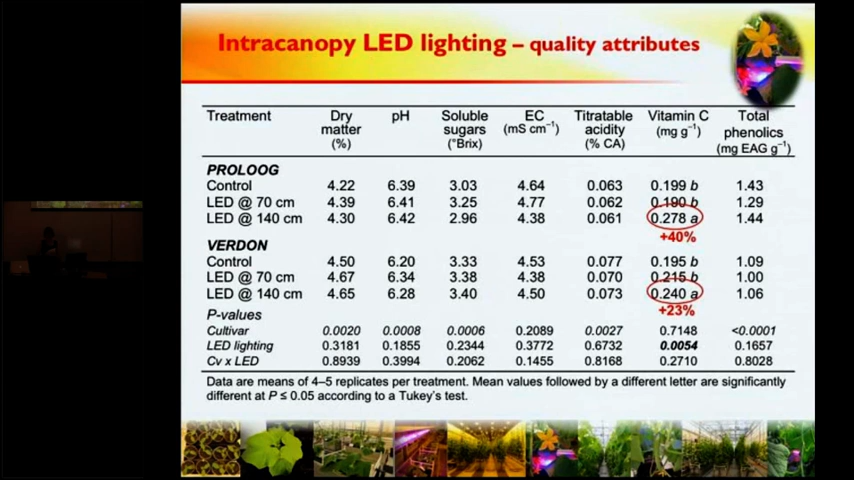 Intracanopy LED lighting – quality attributes
Treatment Dry matter (%) pH Soluble sugars (°Brix) EC (mS cm⁻¹) Titratable acidity (% CA) Vitamin C (mg g⁻¹) Total phenolics (mg EAG g⁻¹)
PROLOOG
Control 4.22 6.39 3.03 4.64 0.063 0.199 b 1.43
LED @ 70 cm 4.39 6.41 3.25 4.77 0.062 0.190 b 1.29
LED @ 140 cm 4.30 6.42 2.96 4.38 0.061 0.278 a 1.44
+40%
VERDON
Control 4.50 6.20 3.33 4.53 0.077 0.195 b 1.09
LED @ 70 cm 4.67 6.34 3.38 4.38 0.070 0.215 b 1.00
LED @ 140 cm 4.65 6.28 3.40 4.50 0.073 0.240 a 1.06
+23%
P-values
Cultivar 0.0020 0.0008 0.0006 0.2089 0.0027 0.7148 <0.0001
LED lighting 0.3181 0.1855 0.2344 0.3772 0.6732 0.0054 0.1657
Cv x LED 0.8939 0.3994 0.2062 0.1455 0.8168 0.2710 0.8028
Data are means of 4–5 replicates per treatment. Mean values followed by a different letter are significantly
different at P ≤ 0.05 according to a Tukey's test.